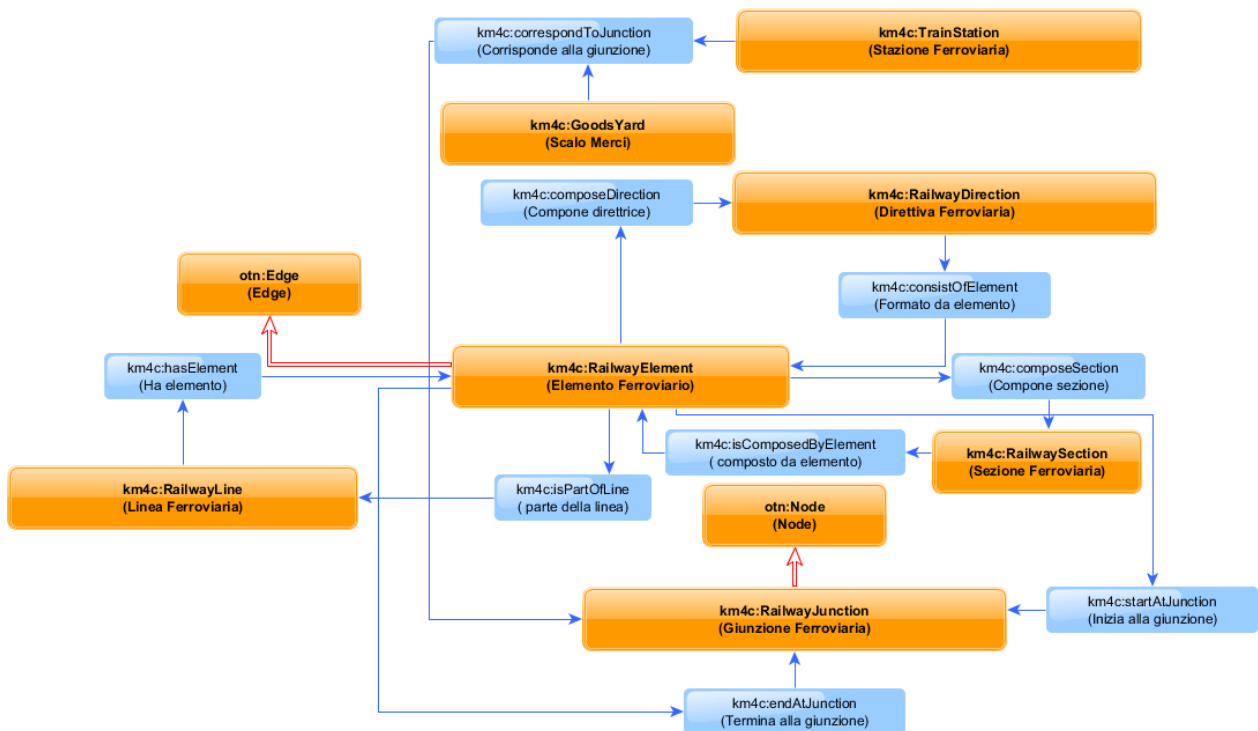 km4c:correspondToJunction
(Corrisponde alla giunzione)
km4c:TrainStation
(Stazione Ferroviaria)
km4c:GoodsYard
(Scalo Merci)
km4c:composeDirection
(Compone direttrice)
km4c:RailwayDirection
(Direttiva Ferroviaria)
otn:Edge
(Edge)
km4c:consistOfElement
(Formato da elemento)
km4c:hasElement
(Ha elemento)
km4c:RailwayElement
(Elemento Ferroviario)
km4c:composeSection
(Compone sezione)
km4c:isComposedByElement
( composto da elemento)
km4c:RailwaySection
(Sezione Ferroviaria)
km4c:RailwayLine
(Linea Ferroviaria)
km4c:isPartOfLine
( parte della linea)
otn:Node
(Node)
km4c:RailwayJunction
(Giunzione Ferroviaria)
km4c:startAtJunction
(Inizia alla giunzione)
km4c:endAtJunction
(Termina alla giunzione)